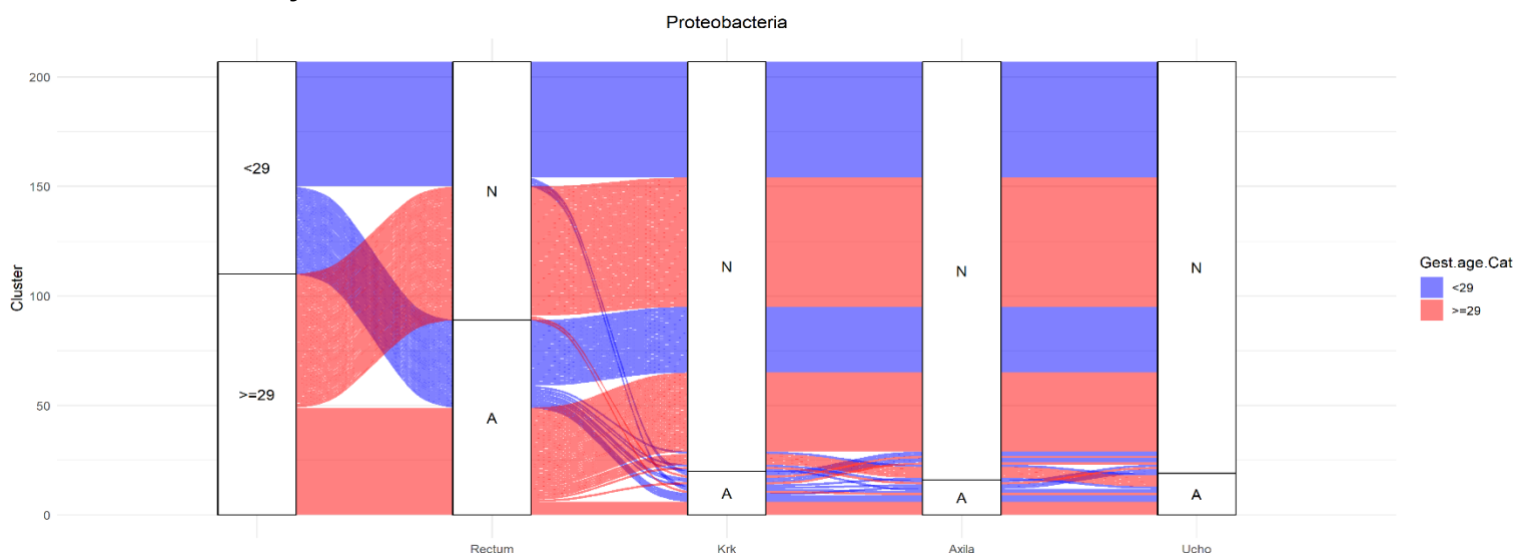 Proteobacteria
200
150
100
50
0
Cluster
<29
>=29
N
A
N
A
N
A
N
A
Rectum
Krk
Axila
Ucho
Gest.age.Cat
<29
>=29